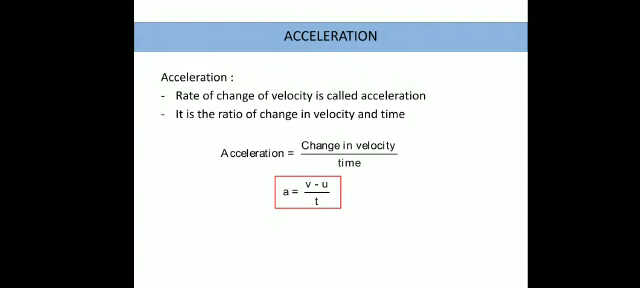 ACCELERATION
Acceleration :
- Rate of change of velocity is called acceleration
- It is the ratio of change in velocity and time
Acceleration = Change in velocity
time
a = v - u
t